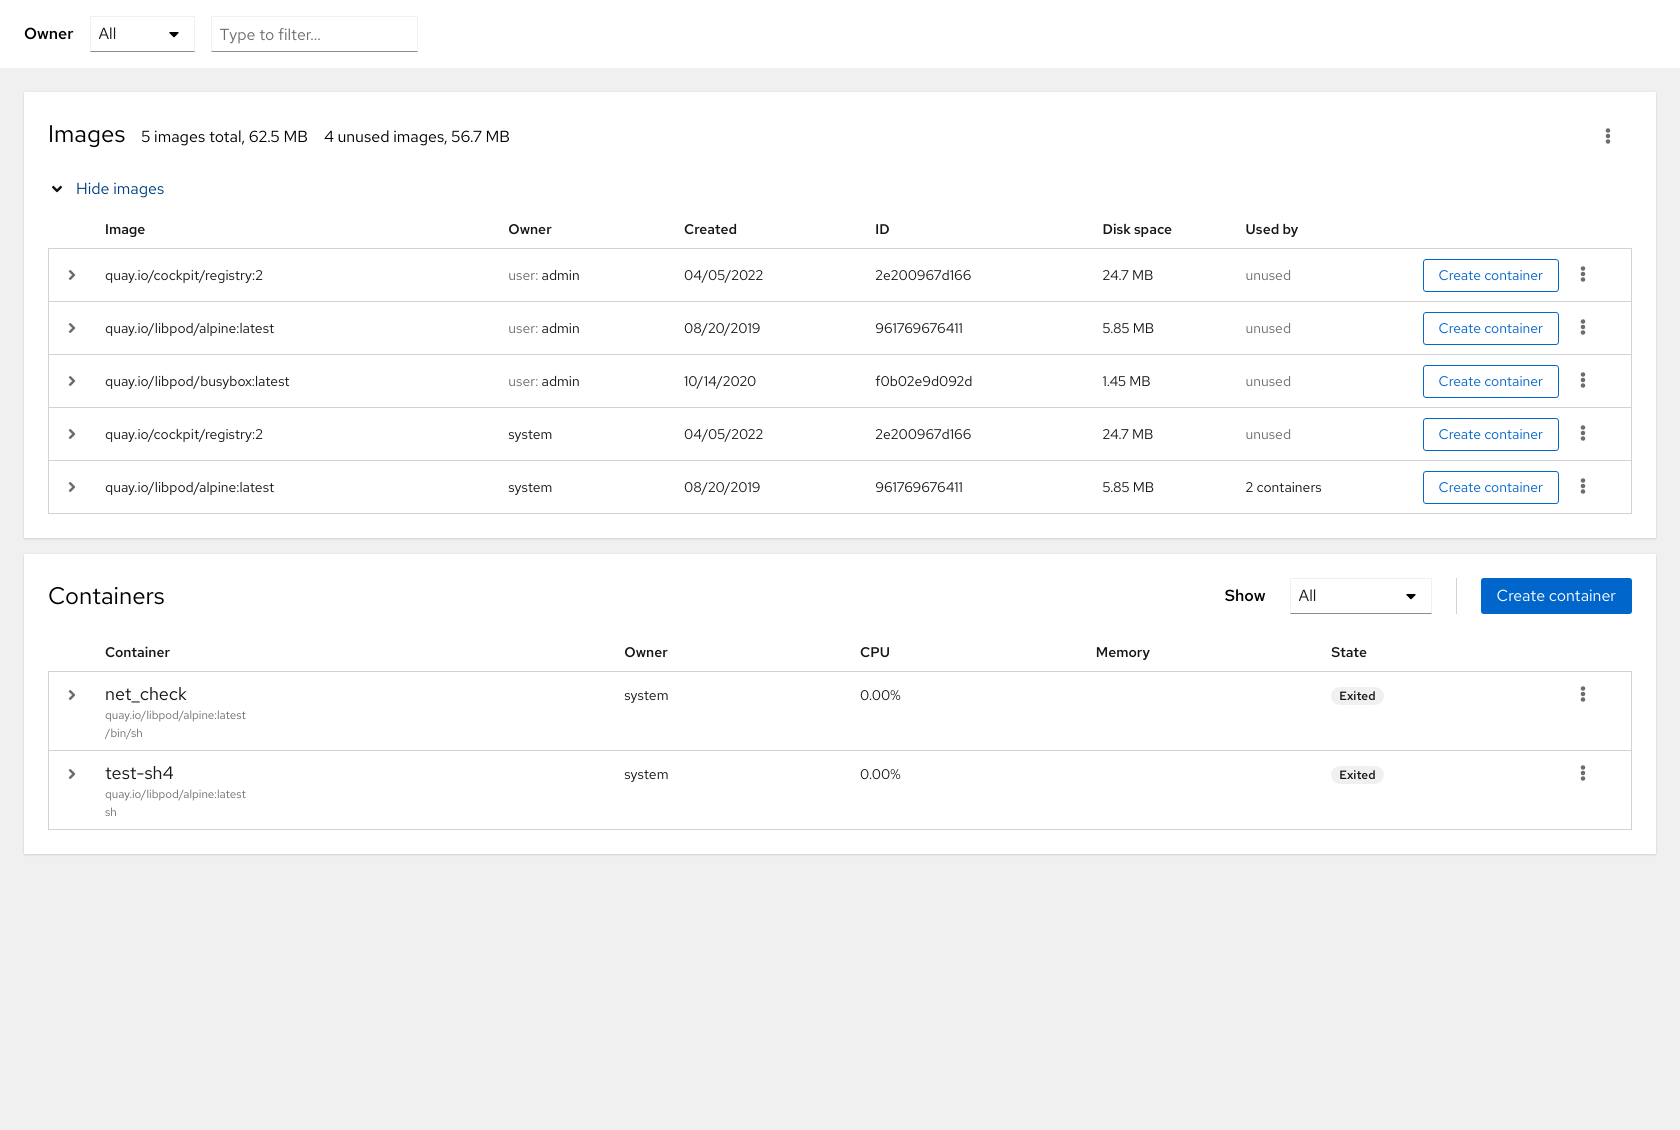 Owner All Type to filter...
Images 5 images total, 62.5 MB 4 unused images, 56.7 MB
Hide images
Image Owner Created ID Disk space Used by
quay.io/cockpit/registry:2 user: admin 04/05/2022 2e200967d166 24.7 MB unused Create container
quay.io/libpod/alpine:latest user: admin 08/20/2019 961769676411 5.85 MB unused Create container
quay.io/libpod/busybox:latest user: admin 10/14/2020 f0b02e9d092d 1.45 MB unused Create container
quay.io/cockpit/registry:2 system 04/05/2022 2e200967d166 24.7 MB unused Create container
quay.io/libpod/alpine:latest system 08/20/2019 961769676411 5.85 MB 2 containers Create container
Containers Show All Create container
Container Owner CPU Memory State
net_check system 0.00% Exited
quay.io/libpod/alpine:latest
/bin/sh
test-sh4 system 0.00% Exited
quay.io/libpod/alpine:latest
sh